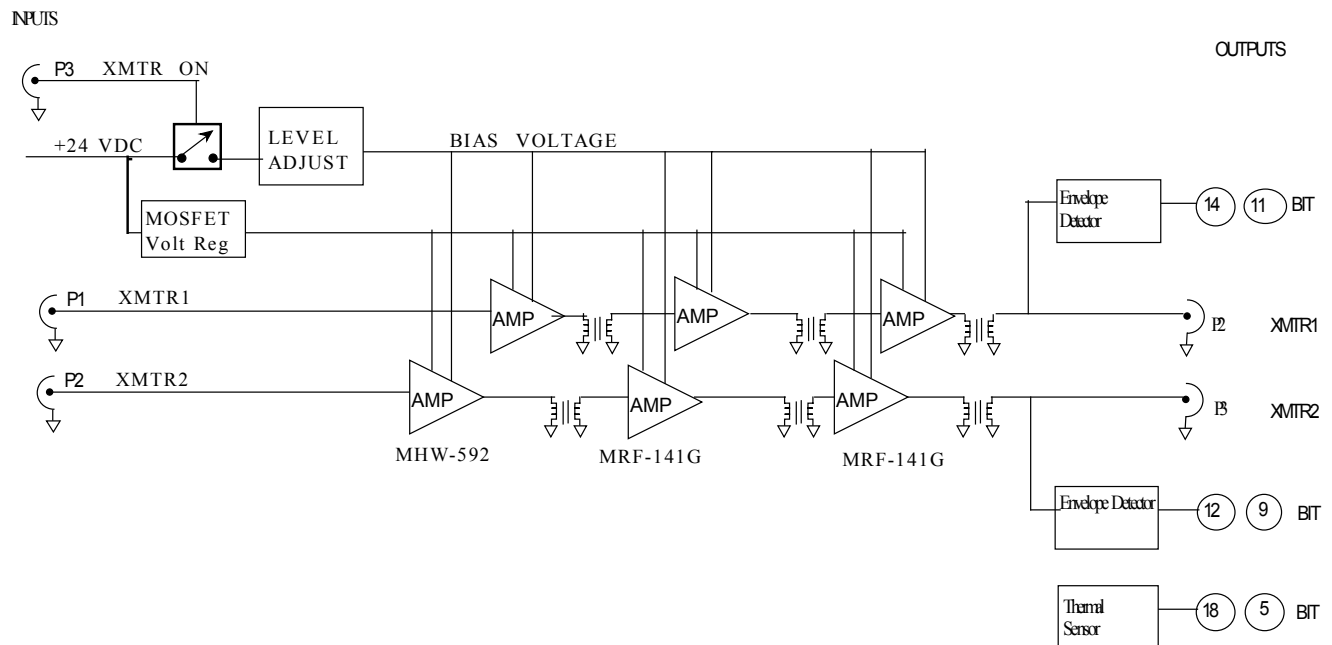 INPUTS
OUTPUTS
P3 XMTR ON
+24 VDC
LEVEL
ADJUST
BIAS VOLTAGE
MOSFET
Volt Reg
Envelope
Detector
14 11 BIT
P1 XMTR1
AMP
AMP
AMP
P2 XMTR1
P2 XMTR2
AMP
AMP
AMP
P3 XMTR2
MHW-592
MRF-141G
MRF-141G
Envelope Detector
12 9 BIT
Thermal
Sensor
18 5 BIT